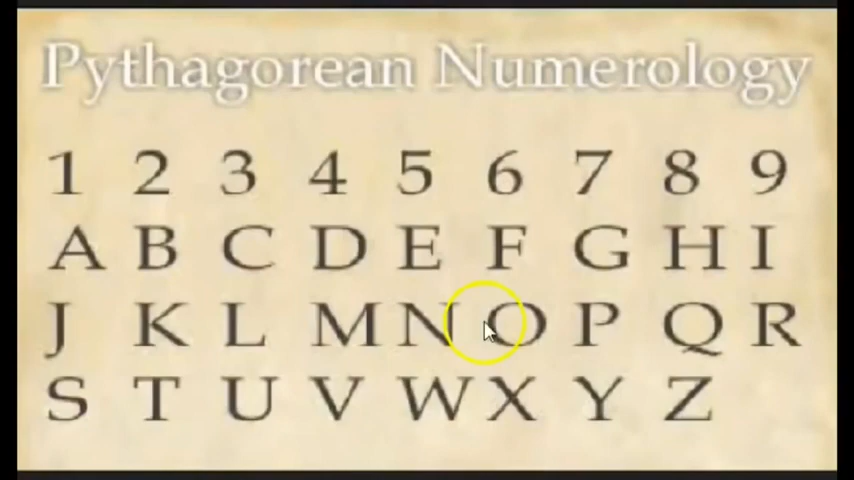 Pythagorean Numerology
1 2 3 4 5 6 7 8 9
A B C D E F G H I
J K L M N O P Q R
S T U V W X Y Z